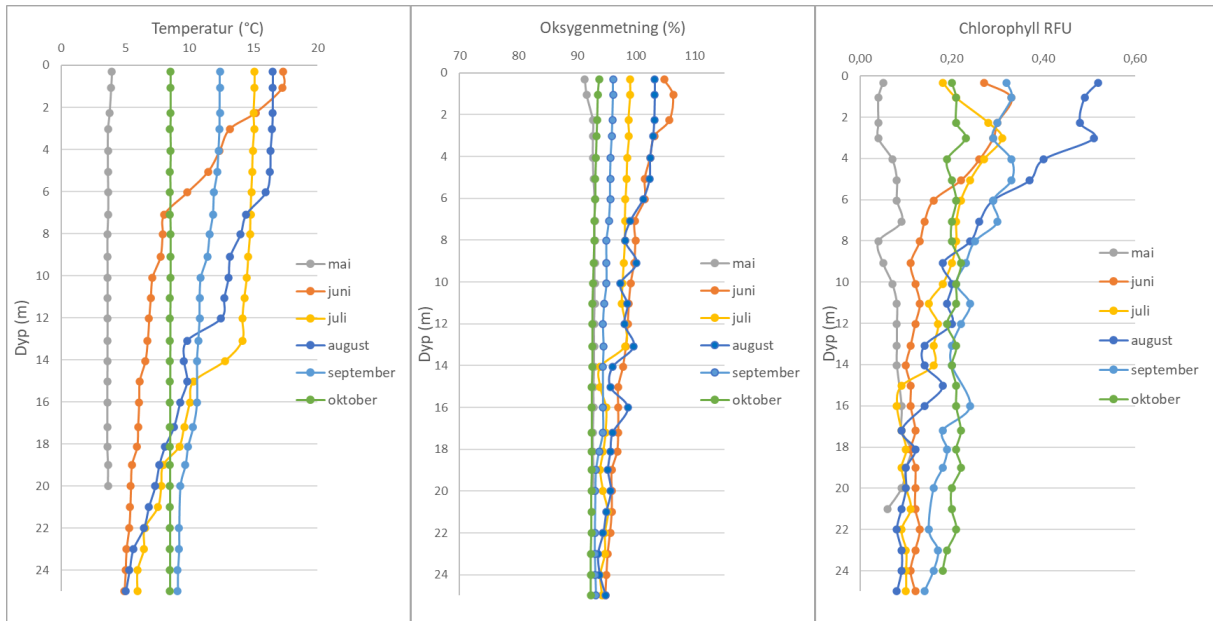 Temperatur (°C)
0 5 10 15 20
0
2
4
6
8
10
12
14
16
18
20
22
24
Dyp (m)
mai
juni
juli
august
september
oktober
Oksygenmetning (%)
70 80 90 100 110
0
2
4
6
8
10
12
14
16
18
20
22
24
Dyp (m)
mai
juni
juli
august
september
oktober
Chlorophyll RFU
0,00 0,20 0,40 0,60
0
2
4
6
8
10
12
14
16
18
20
22
24
Dyp (m)
mai
juni
juli
august
september
oktober